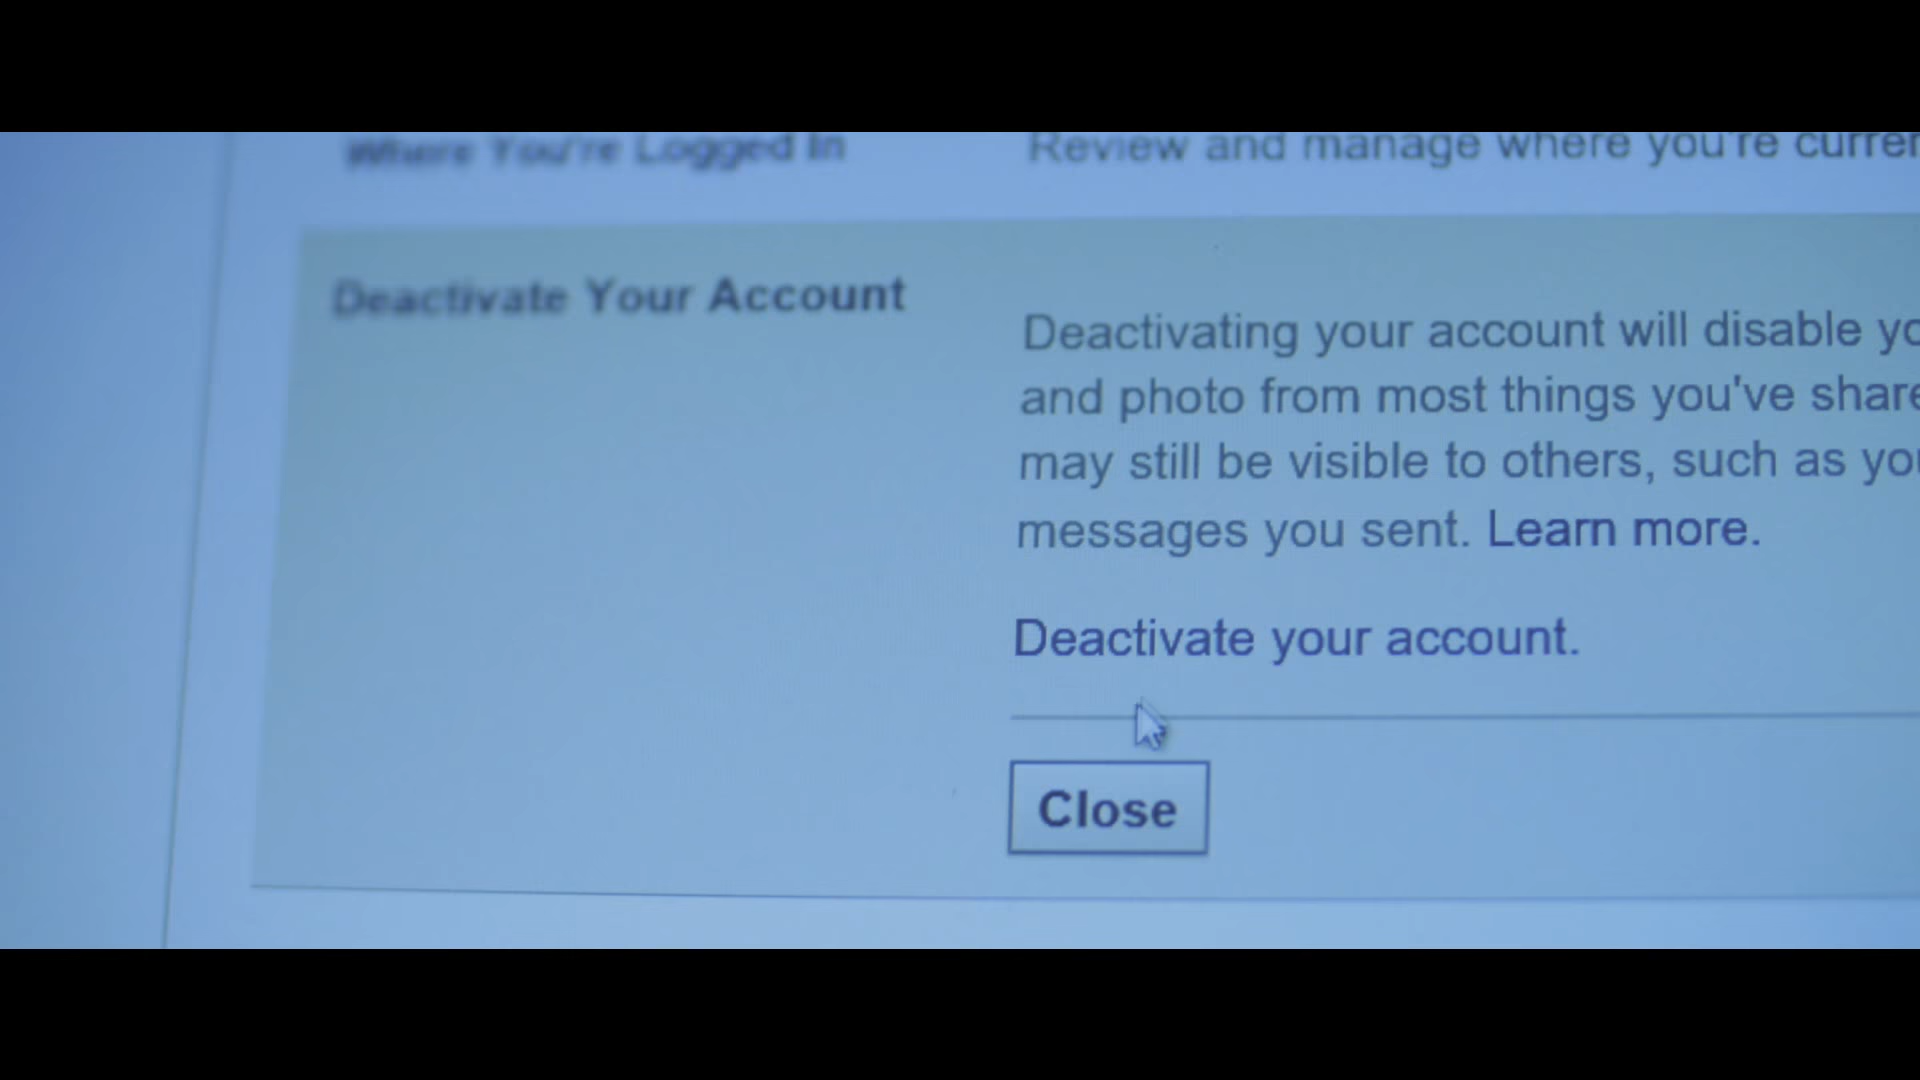 Where You're Logged In
Review and manage where you're curren
Deactivate Your Account
Deactivating your account will disable yo
and photo from most things you've share
may still be visible to others, such as you
messages you sent. Learn more.
Deactivate your account.
Close